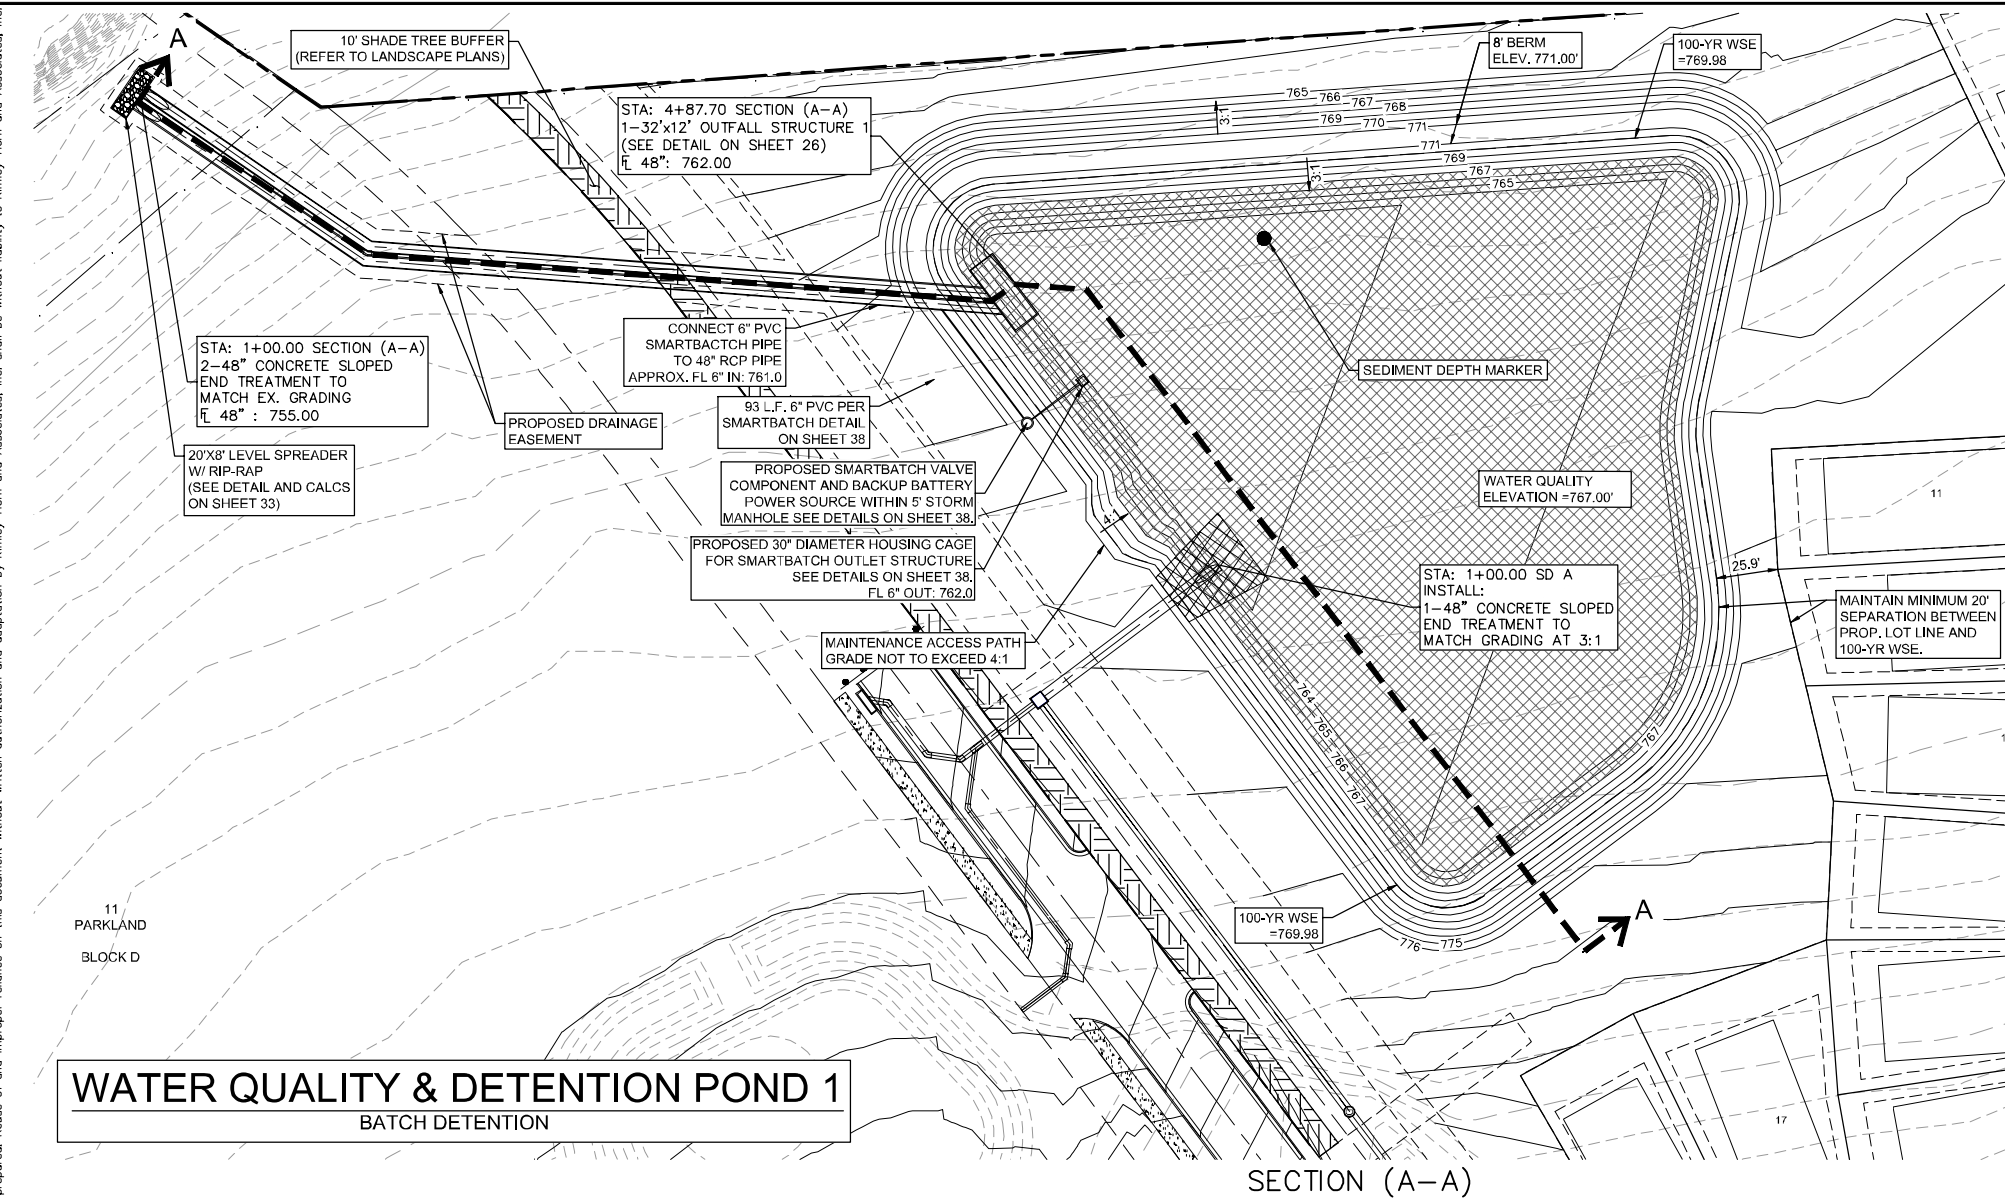 A
10' SHADE TREE BUFFER
(REFER TO LANDSCAPE PLANS)
STA: 4+87.70 SECTION (A-A)
1-32'x12' OUTFALL STRUCTURE 1
(SEE DETAIL ON SHEET 26)
FL 48": 762.00
8' BERM
ELEV. 771.00'
100-YR WSE
=769.98
765
766
767
768
3:1
769
770
771
771
769
767
765
3:1
STA: 1+00.00 SECTION (A-A)
2-48" CONCRETE SLOPED
END TREATMENT TO
MATCH EX. GRADING
FL 48" : 755.00
CONNECT 6" PVC
SMARTBACTCH PIPE
TO 48" RCP PIPE
APPROX. FL 6" IN: 761.0
SEDIMENT DEPTH MARKER
PROPOSED DRAINAGE
EASEMENT
93 L.F. 6" PVC PER
SMARTBATCH DETAIL
ON SHEET 38
20'X8' LEVEL SPREADER
W/ RIP-RAP
(SEE DETAIL AND CALCS
ON SHEET 33)
PROPOSED SMARTBATCH VALVE
COMPONENT AND BACKUP BATTERY
POWER SOURCE WITHIN 5' STORM
MANHOLE SEE DETAILS ON SHEET 38.
WATER QUALITY
ELEVATION =767.00'
11
PROPOSED 30" DIAMETER HOUSING CAGE
FOR SMARTBATCH OUTLET STRUCTURE
SEE DETAILS ON SHEET 38.
FL 6" OUT: 762.0
STA: 1+00.00 SD A
INSTALL:
1-48" CONCRETE SLOPED
END TREATMENT TO
MATCH GRADING AT 3:1
25.9'
MAINTAIN MINIMUM 20'
SEPARATION BETWEEN
PROP. LOT LINE AND
100-YR WSE.
MAINTENANCE ACCESS PATH
GRADE NOT TO EXCEED 4:1
764
765
766
767
767
100-YR WSE
=769.98
A
776
775
11
PARKLAND
BLOCK D
17
WATER QUALITY & DETENTION POND 1
BATCH DETENTION
SECTION (A-A)